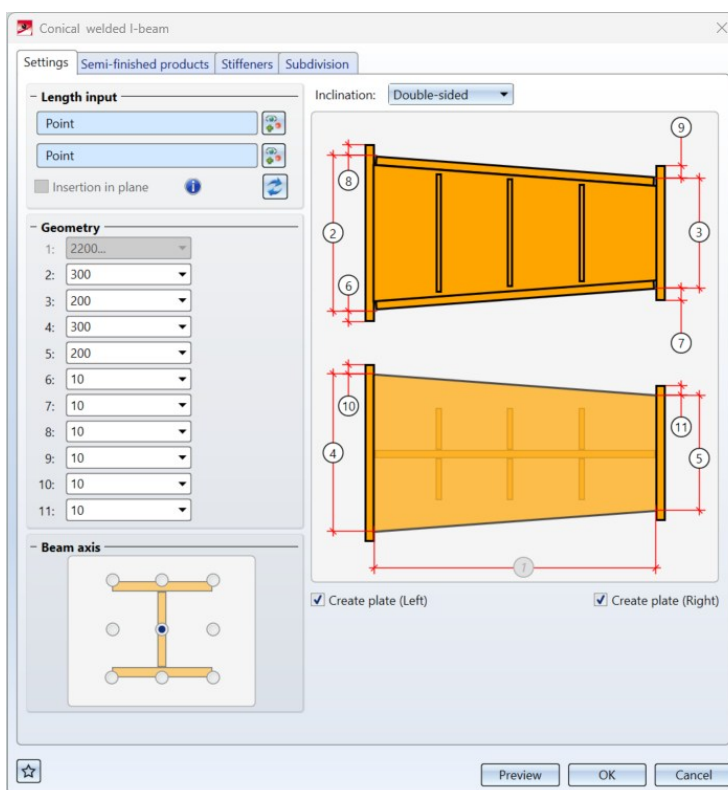 Conical welded I-beam
Settings Semi-finished products Stiffeners Subdivision
Length input
Point
Point
Insertion in plane
Geometry
1: 2200...
2: 300
3: 200
4: 300
5: 200
6: 10
7: 10
8: 10
9: 10
10: 10
11: 10
Beam axis
Inclination: Double-sided
9
8
2
3
6
7
10
11
4
5
1
Create plate (Left) Create plate (Right)
Preview OK Cancel